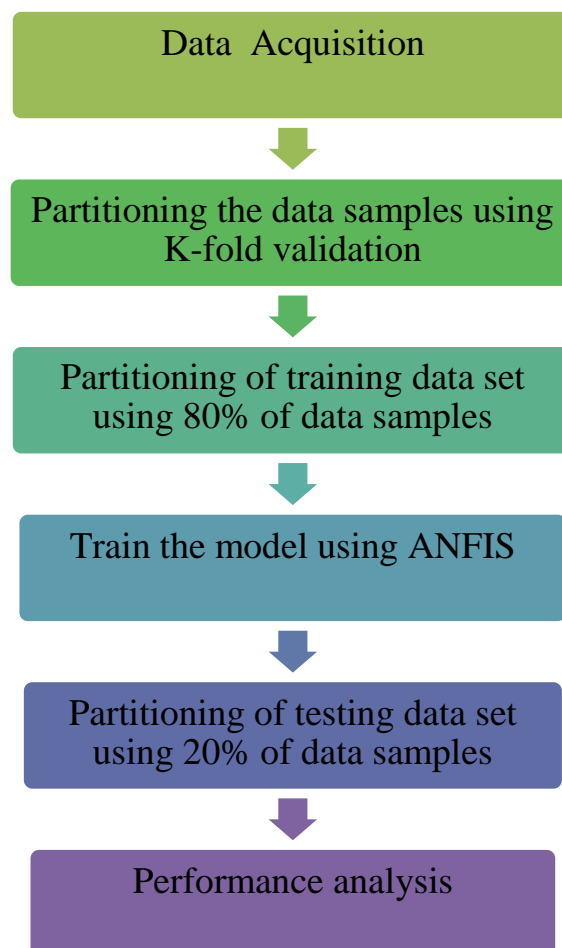 Data  Acquisition
Partitioning the data samples using
K-fold validation
Partitioning of training data set
using 80% of data samples
Train the model using ANFIS
Partitioning of testing data set
using 20% of data samples
Performance analysis